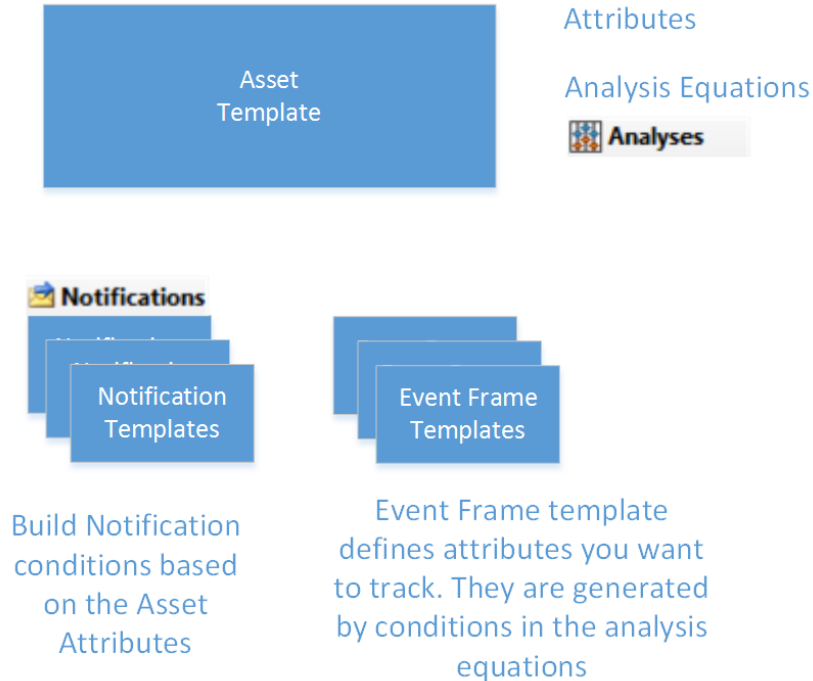 Attributes
Asset
Template
Analysis Equations
Analyses
Notifications
Notification
Templates
Event Frame
Templates
Build Notification
conditions based
on the Asset
Attributes
Event Frame template
defines attributes you want
to track. They are generated
by conditions in the analysis
equations